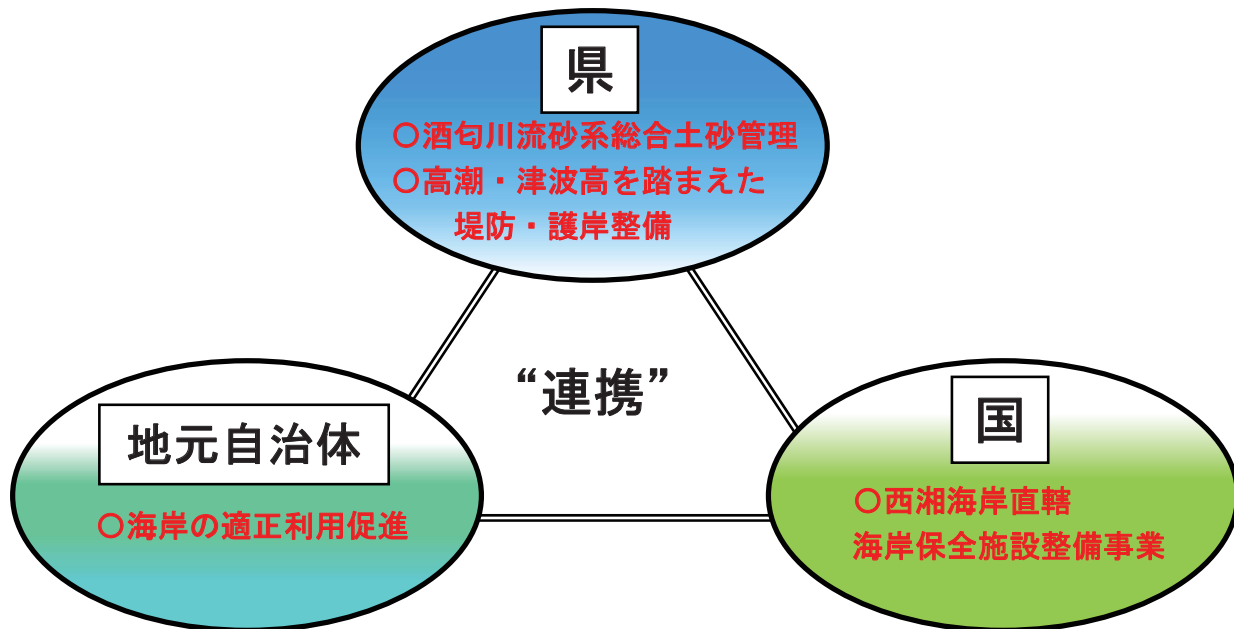 県
○酒匂川流砂系総合土砂管理
○高潮・津波高を踏まえた
堤防・護岸整備
“連携”
地元自治体
○海岸の適正利用促進
国
○西湘海岸直轄
海岸保全施設整備事業